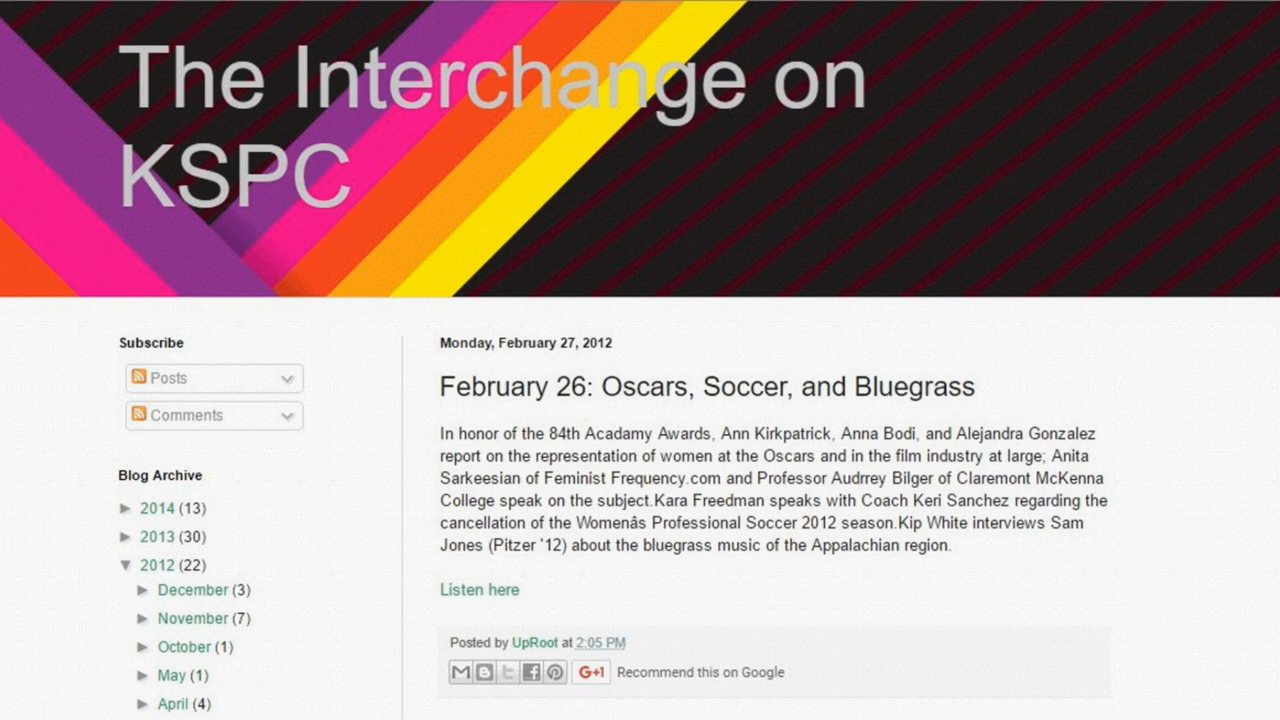 The Interchange on
KSPC
Subscribe
Posts
Comments
Blog Archive
► 2014 (13)
► 2013 (30)
▼ 2012 (22)
► December (3)
► November (7)
► October (1)
► May (1)
► April (4)
Monday, February 27, 2012
February 26: Oscars, Soccer, and Bluegrass
In honor of the 84th Acadamy Awards, Ann Kirkpatrick, Anna Bodi, and Alejandra Gonzalez
report on the representation of women at the Oscars and in the film industry at large; Anita
Sarkeesian of Feminist Frequency.com and Professor Audrrey Bilger of Claremont McKenna
College speak on the subject.Kara Freedman speaks with Coach Keri Sanchez regarding the
cancellation of the Womenâs Professional Soccer 2012 season.Kip White interviews Sam
Jones (Pitzer '12) about the bluegrass music of the Appalachian region.
Listen here
Posted by UpRoot at 2:05 PM
G+1 Recommend this on Google